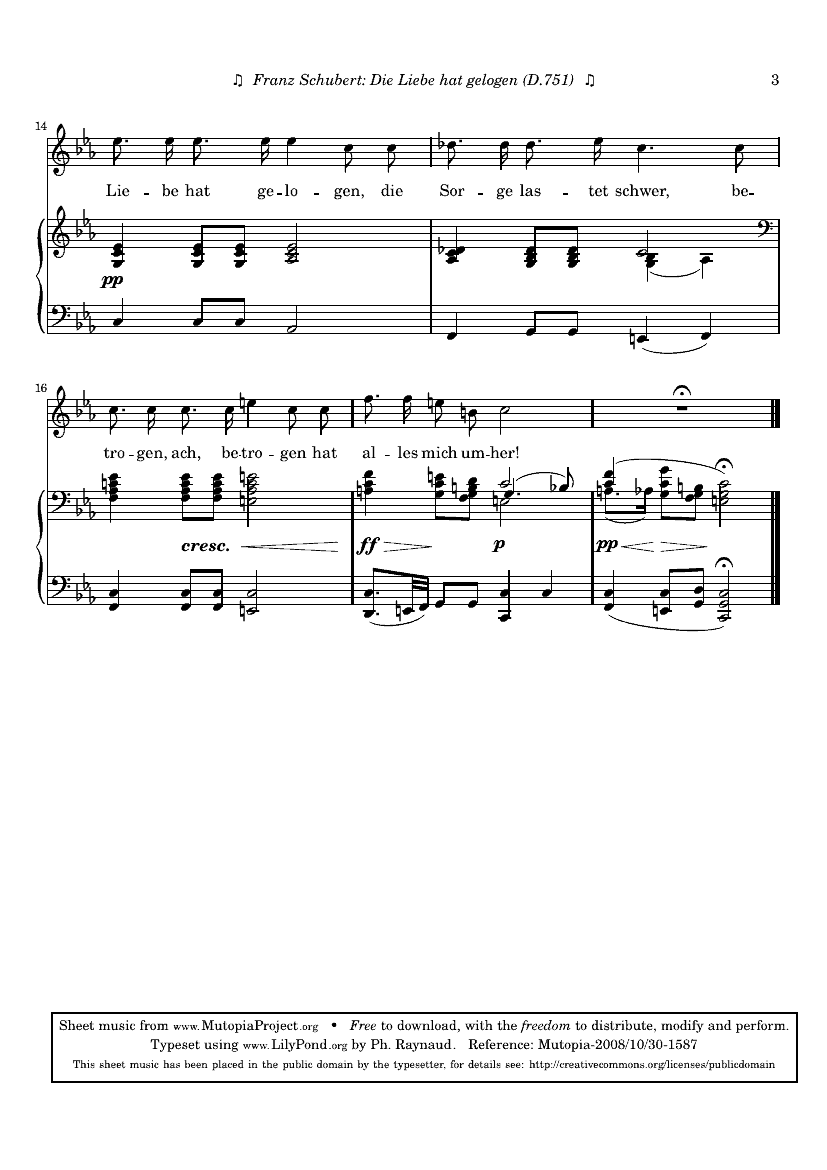 ♫ Franz Schubert: Die Liebe hat gelogen (D.751) ♫ 3
14
Lie - be hat ge - lo - gen, die Sor - ge las - tet schwer, be-
pp
16
tro - gen, ach, be-tro - gen hat al - les mich um-her!
cresc. ff p pp
Sheet music from www.MutopiaProject.org • Free to download, with the freedom to distribute, modify and perform.
Typeset using www.LilyPond.org by Ph. Raynaud. Reference: Mutopia-2008/10/30-1587
This sheet music has been placed in the public domain by the typesetter, for details see: http://creativecommons.org/licenses/publicdomain